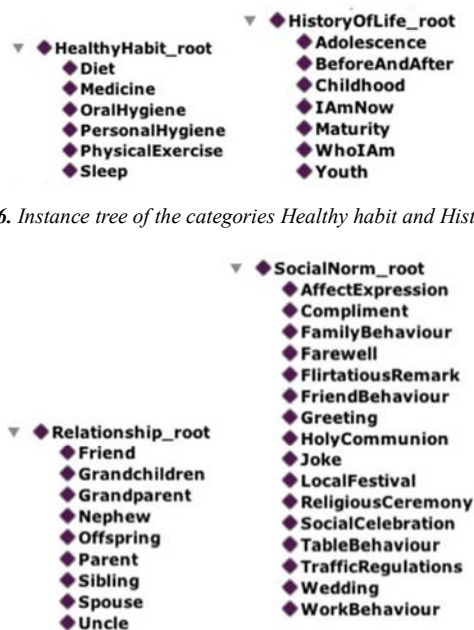 HealthyHabit_root
Diet
Medicine
OralHygiene
PersonalHygiene
PhysicalExercise
Sleep
HistoryOfLife_root
Adolescence
BeforeAndAfter
Childhood
IAmNow
Maturity
WhoIAm
Youth
6. Instance tree of the categories Healthy habit and Hist
Relationship_root
Friend
Grandchildren
Grandparent
Nephew
Offspring
Parent
Sibling
Spouse
Uncle
SocialNorm_root
AffectExpression
Compliment
FamilyBehaviour
Farewell
FlirtatiousRemark
FriendBehaviour
Greeting
HolyCommunion
Joke
LocalFestival
ReligiousCeremony
SocialCelebration
TableBehaviour
TrafficRegulations
Wedding
WorkBehaviour